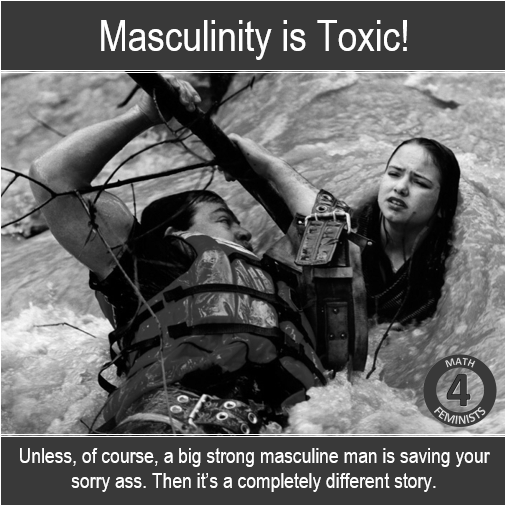 Masculinity is Toxic!
MATH
4
FEMINISTS
Unless, of course, a big strong masculine man is saving your
sorry ass. Then it's a completely different story.